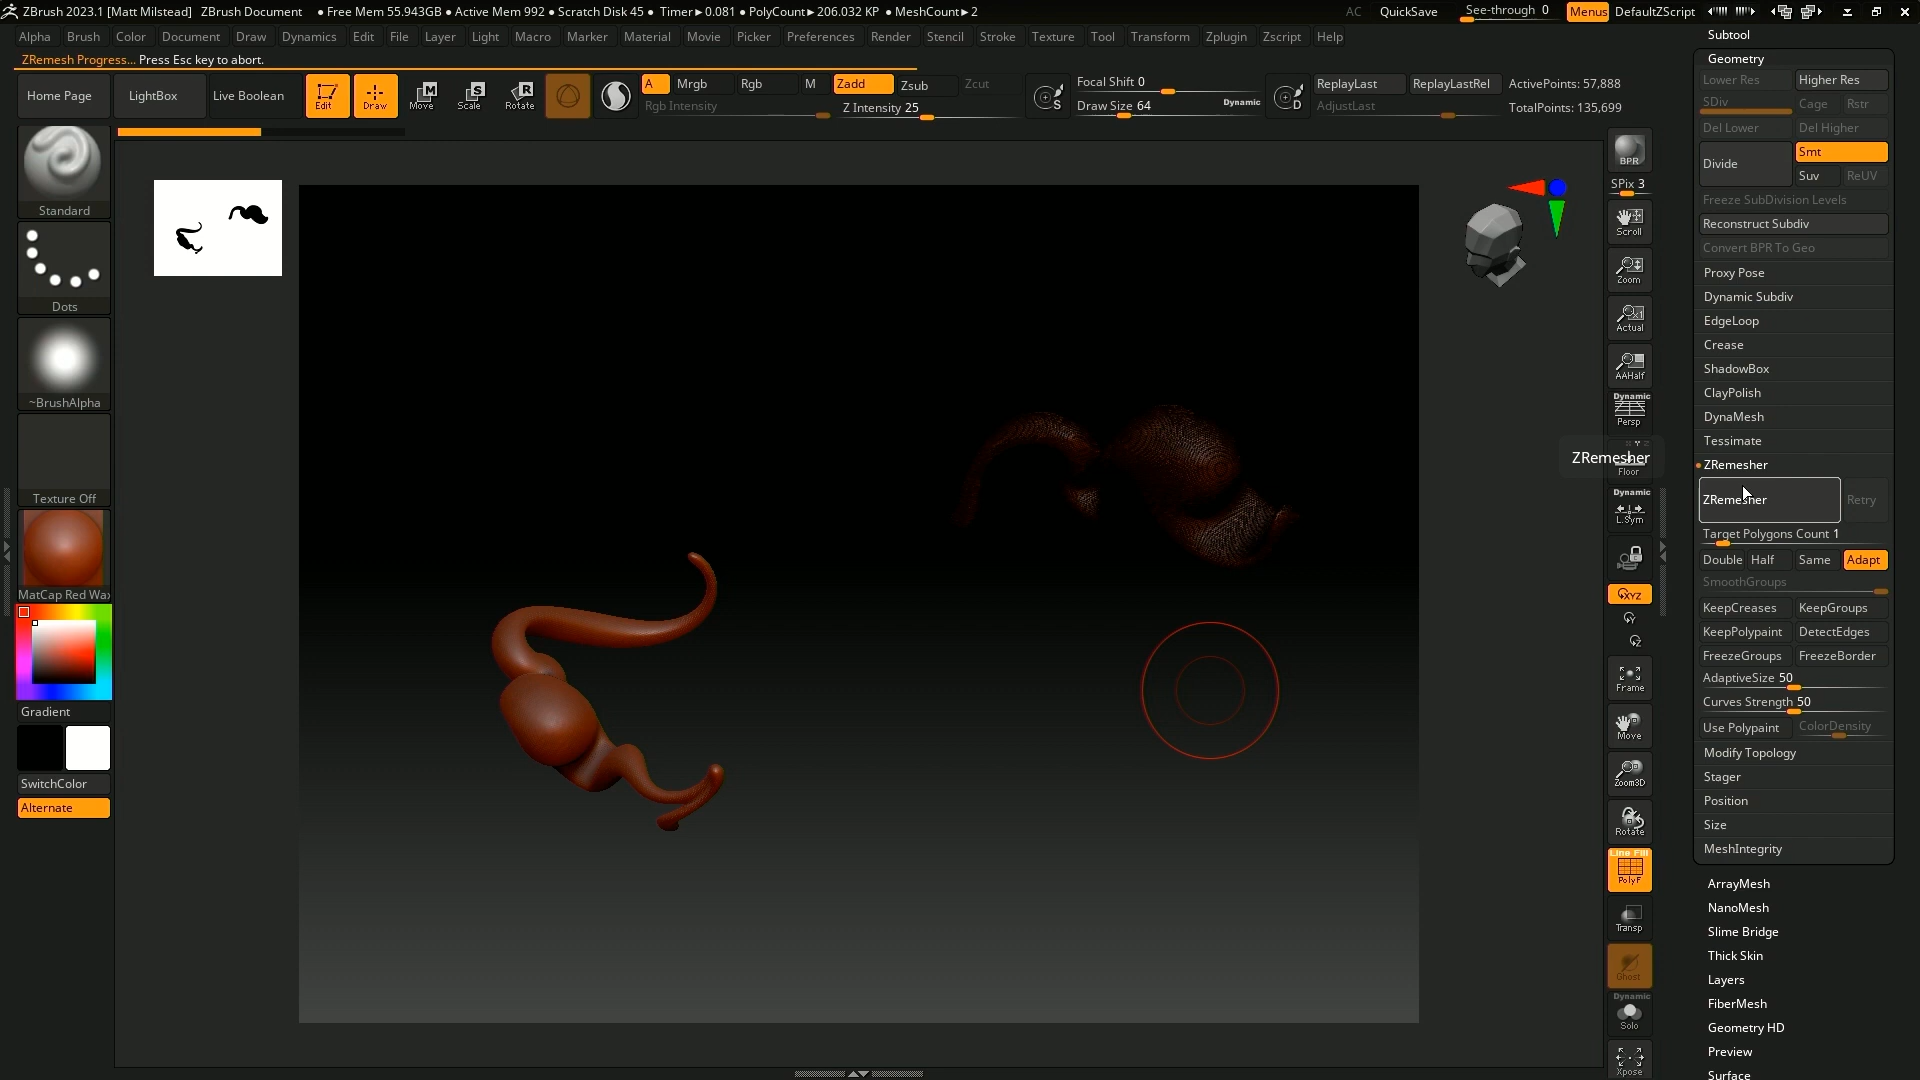 ZBrush 2023.1 [Matt Milstead] ZBrush Document ● Free Mem 55.943GB ● Active Mem 992 ● Scratch Disk 45 ● Timer►0.081 ● PolyCount►206.032 KP ● MeshCount►2 AC QuickSave See-through 0 Menus DefaultZScript
Alpha Brush Color Document Draw Dynamics Edit File Layer Light Macro Marker Material Movie Picker Preferences Render Stencil Stroke Texture Tool Transform Zplugin Zscript Help
ZRemesh Progress... Press Esc key to abort.
Home Page LightBox Live Boolean Edit Draw Move Scale Rotate
A Mrgb Rgb M Zadd Zsub Zcut
Rgb Intensity Z Intensity 25
S Focal Shift 0
Draw Size 64 Dynamic
D ReplayLast ReplayLastRel
AdjustLast
ActivePoints: 57,888
TotalPoints: 135,699
Standard
Dots
~BrushAlpha
Texture Off
MatCap Red Wax
Gradient
SwitchColor
Alternate
BPR
SPix 3
Scroll
Zoom
Actual
AAHalf
Dynamic
Persp
Floor
Dynamic
L.Sym
XYZ
Y
Z
Frame
Move
Zoom3D
Rotate
Line Fill
PolyF
Transp
Ghost
Dynamic
Solo
Xpose
ZRemesher
Subtool
Geometry
Lower Res Higher Res
SDiv Cage Rstr
Del Lower Del Higher
Divide Smt
Suv ReUV
Freeze SubDivision Levels
Reconstruct Subdiv
Convert BPR To Geo
Proxy Pose
Dynamic Subdiv
EdgeLoop
Crease
ShadowBox
ClayPolish
DynaMesh
Tessimate
ZRemesher
ZRemesher Retry
Target Polygons Count 1
Double Half Same Adapt
SmoothGroups
KeepCreases KeepGroups
KeepPolypaint DetectEdges
FreezeGroups FreezeBorder
AdaptiveSize 50
Curves Strength 50
Use Polypaint ColorDensity
Modify Topology
Stager
Position
Size
MeshIntegrity
ArrayMesh
NanoMesh
Slime Bridge
Thick Skin
Layers
FiberMesh
Geometry HD
Preview
Surface